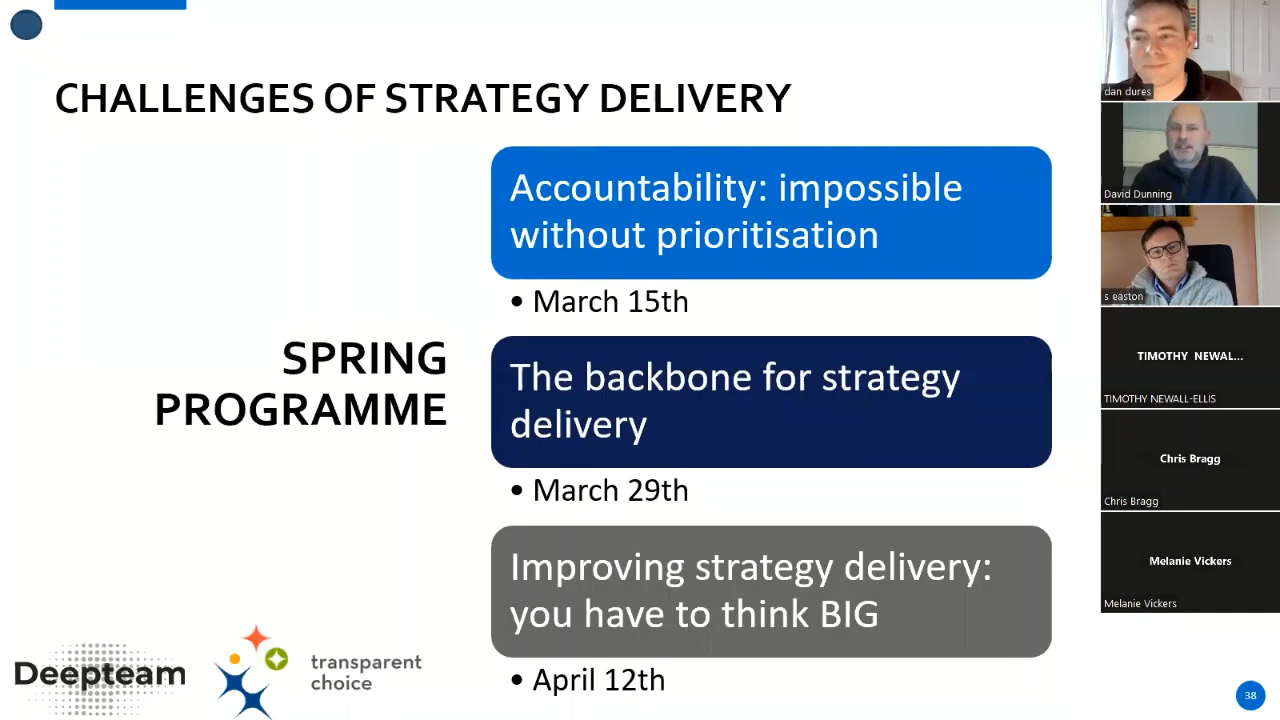 CHALLENGES OF STRATEGY DELIVERY
SPRING
PROGRAMME
Accountability: impossible
without prioritisation
• March 15th
The backbone for strategy
delivery
• March 29th
Improving strategy delivery:
you have to think BIG
• April 12th
Deepteam
transparent
choice
38
dan dures
David Dunning
s easton
TIMOTHY NEWAL...
TIMOTHY NEWALL-ELLIS
Chris Bragg
Chris Bragg
Melanie Vickers
Melanie Vickers